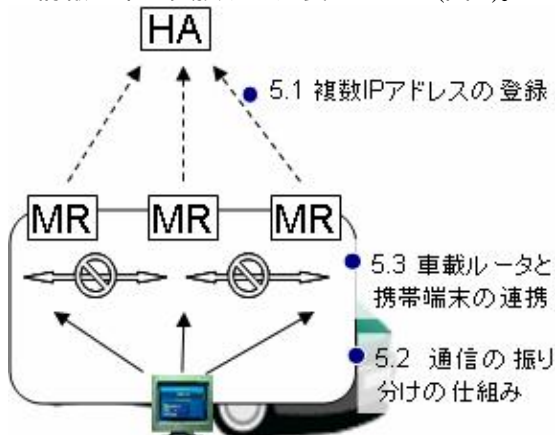 HA
5.1 複数IPアドレスの登録
MR MR MR
5.3 車載ルータと
携帯端末の連携
5.2 通信の振り
分けの仕組み